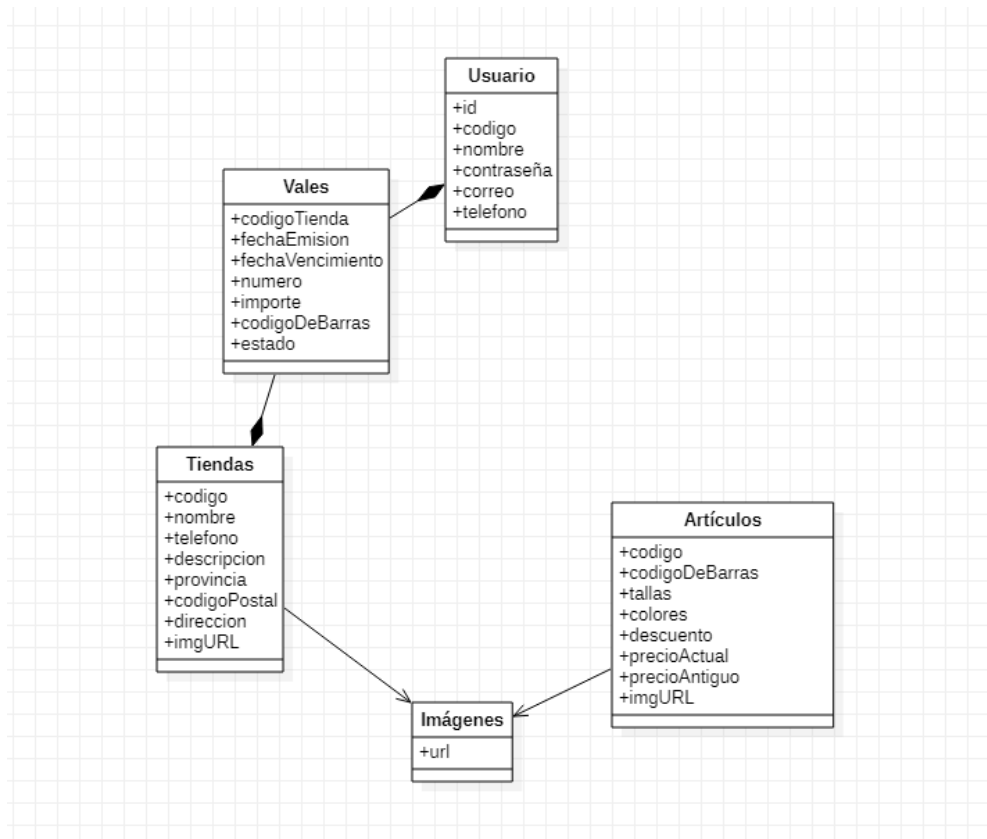 Usuario
+id
+codigo
+nombre
+contraseña
+correo
+telefono
Vales
+codigoTienda
+fechaEmision
+fechaVencimiento
+numero
+importe
+codigoDeBarras
+estado
Tiendas
+codigo
+nombre
+telefono
+descripcion
+provincia
+codigoPostal
+direccion
+imgURL
Artículos
+codigo
+codigoDeBarras
+tallas
+colores
+descuento
+precioActual
+precioAntiguo
+imgURL
Imágenes
+url